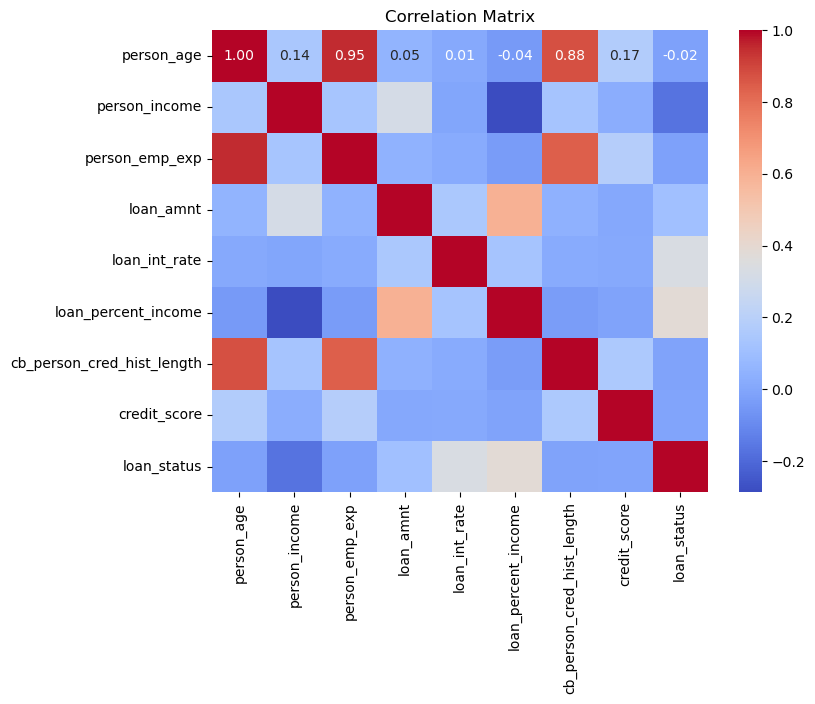 Correlation Matrix
person_age 1.00 0.14 0.95 0.05 0.01 -0.04 0.88 0.17 -0.02
person_income
person_emp_exp
loan_amnt
loan_int_rate
loan_percent_income
cb_person_cred_hist_length
credit_score
loan_status
person_age
person_income
person_emp_exp
loan_amnt
loan_int_rate
loan_percent_income
cb_person_cred_hist_length
credit_score
loan_status
1.0
0.8
0.6
0.4
0.2
0.0
−0.2